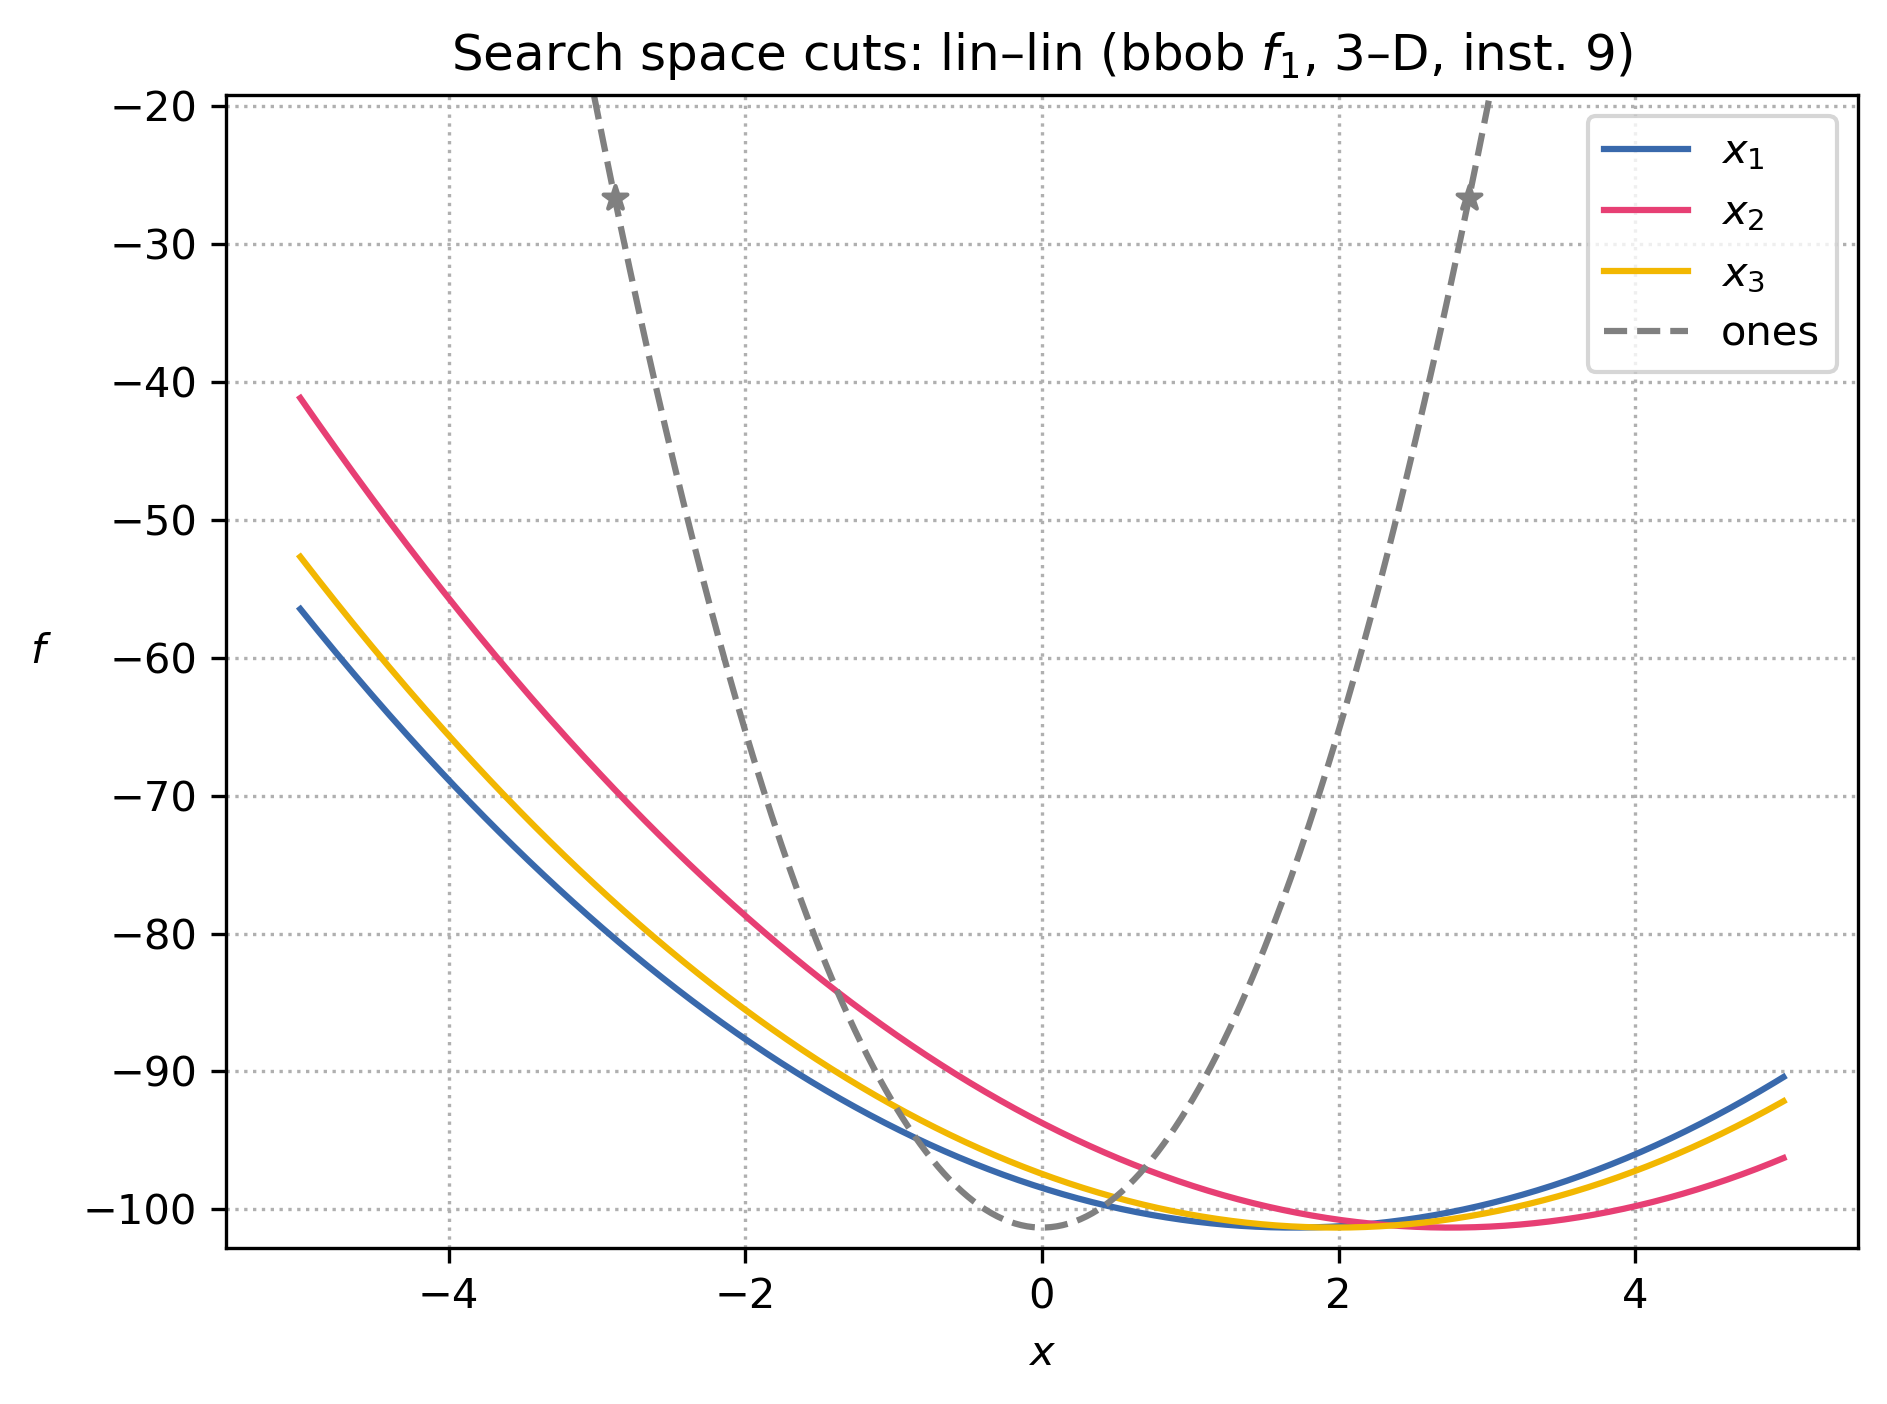 Search space cuts: lin–lin (bbob f₁, 3–D, inst. 9)
−20
−30
−40
−50
−60
−70
−80
−90
−100
f
−4
−2
0
2
4
x
x₁
x₂
x₃
ones